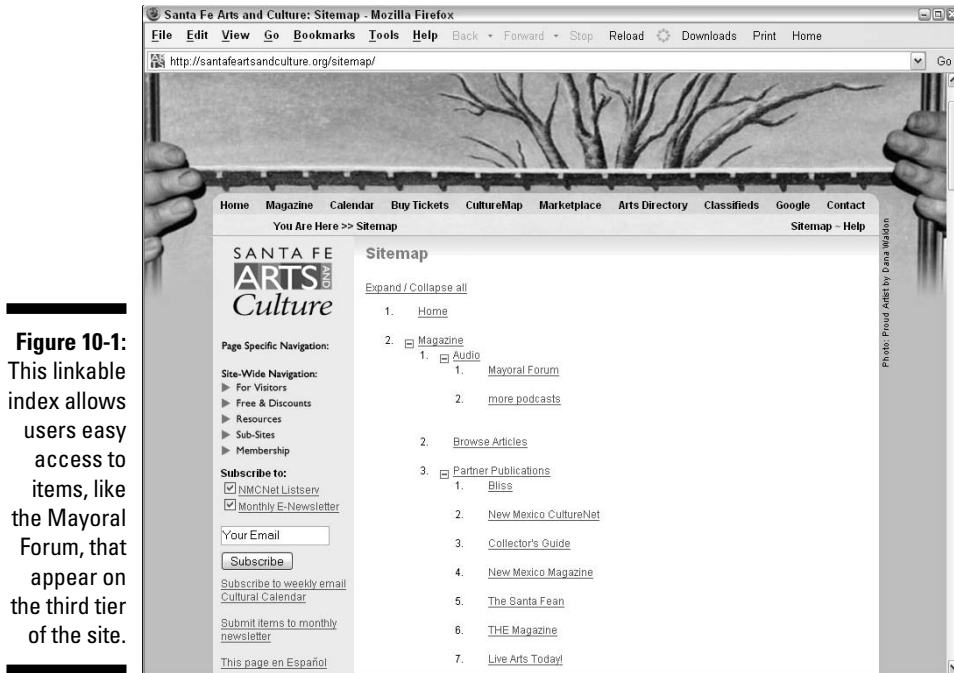 Santa Fe Arts and Culture: Sitemap - Mozilla Firefox
File Edit View Go Bookmarks Tools Help Back Forward Stop Reload Downloads Print Home
http://santafeartsandculture.org/sitemap/ Go
Home Magazine Calendar Buy Tickets CultureMap Marketplace Arts Directory Classifieds Google Contact
You Are Here >> Sitemap Sitemap ~ Help
Photo: Proud Artist by Dana Waldon
SANTA FE
ARTS AND
Culture
Page Specific Navigation:
Site-Wide Navigation:
For Visitors
Free & Discounts
Resources
Sub-Sites
Membership
Subscribe to:
NMCNet Listserv
Monthly E-Newsletter
Your Email
Subscribe
Subscribe to weekly email
Cultural Calendar
Submit items to monthly
newsletter
This page en Español
Sitemap
Expand / Collapse all
1. Home
2. Magazine
1. Audio
1. Mayoral Forum
2. more podcasts
2. Browse Articles
3. Partner Publications
1. Bliss
2. New Mexico CultureNet
3. Collector's Guide
4. New Mexico Magazine
5. The Santa Fean
6. THE Magazine
7. Live Arts Today!
Figure 10-1:
This linkable
index allows
users easy
access to
items, like
the Mayoral
Forum, that
appear on
the third tier
of the site.